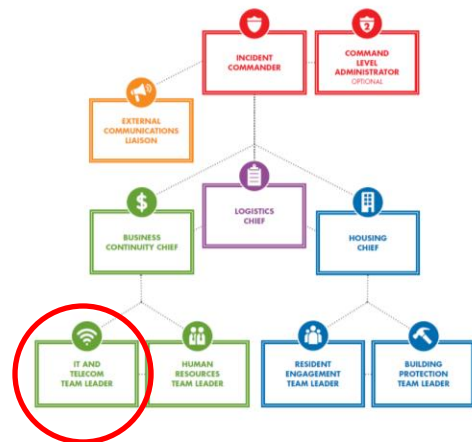 INCIDENT
COMMANDER
2
COMMAND
LEVEL
ADMINISTRATOR
OPTIONAL
EXTERNAL
COMMUNICATIONS
LIAISON
$
BUSINESS
CONTINUITY CHIEF
LOGISTICS
CHIEF
HOUSING
CHIEF
IT AND
TELECOM
TEAM LEADER
HUMAN
RESOURCES
TEAM LEADER
RESIDENT
ENGAGEMENT
TEAM LEADER
BUILDING
PROTECTION
TEAM LEADER